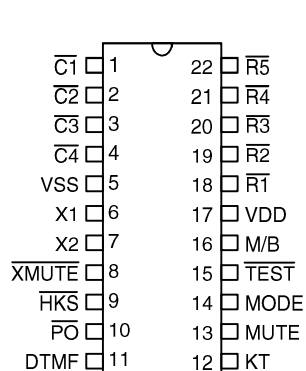 C1 1 22 R5
C2 2 21 R4
C3 3 20 R3
C4 4 19 R2
VSS 5 18 R1
X1 6 17 VDD
X2 7 16 M/B
XMUTE 8 15 TEST
HKS 9 14 MODE
PO 10 13 MUTE
DTMF 11 12 KT